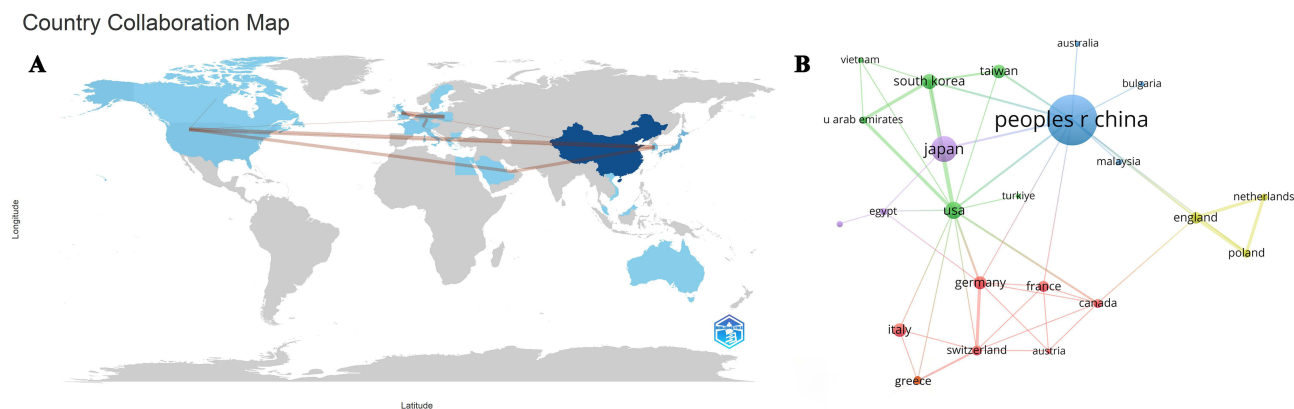 Country Collaboration Map
A
Longitude
Latitude
B
australia
vietnam
taiwan
south korea
bulgaria
u arab emirates
peoples r china
japan
malaysia
turkiye
netherlands
egypt
usa
england
poland
germany
france
canada
italy
switzerland
austria
greece